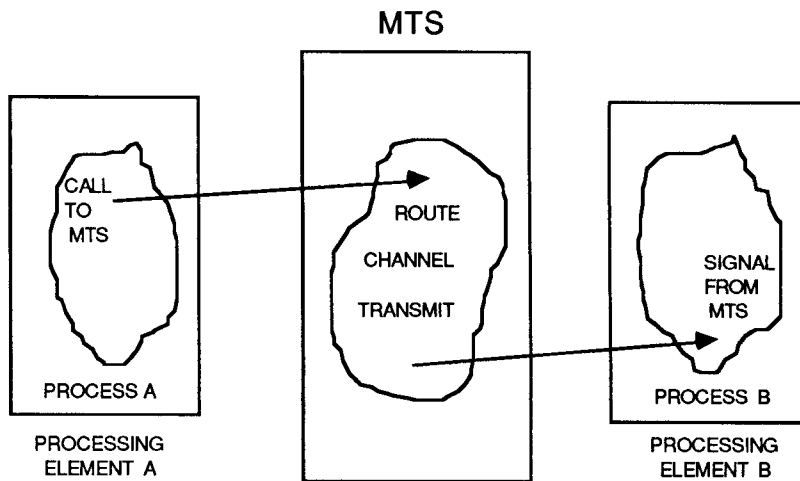 MTS
CALL
TO
MTS
PROCESS A
PROCESSING
ELEMENT A
ROUTE
CHANNEL
TRANSMIT
SIGNAL
FROM
MTS
PROCESS B
PROCESSING
ELEMENT B